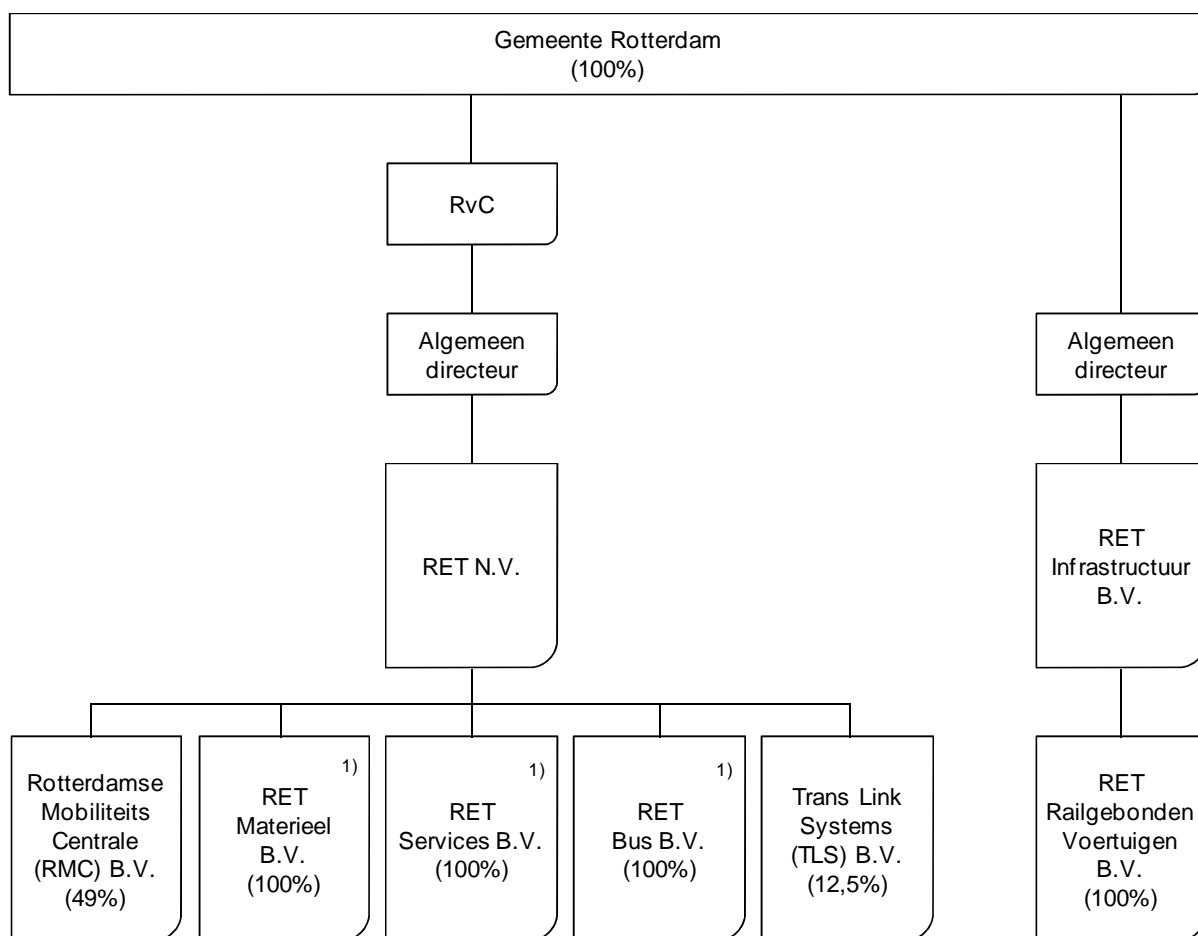 Gemeente Rotterdam
(100%)
RvC
Algemeen
directeur
Algemeen
directeur
RET N.V.
RET
Infrastructuur
B.V.
Rotterdamse
Mobiliteits
Centrale
(RMC) B.V.
(49%)
1)
RET
Materieel
B.V.
(100%)
1)
RET
Services B.V.
(100%)
1)
RET
Bus B.V.
(100%)
Trans Link
Systems
(TLS) B.V.
(12,5%)
RET
Railgebonden
Voertuigen
B.V.
(100%)